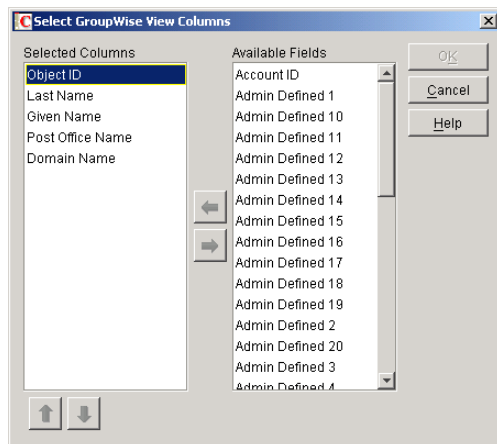 Select GroupWise View Columns
Selected Columns
Object ID
Last Name
Given Name
Post Office Name
Domain Name
Available Fields
Account ID
Admin Defined 1
Admin Defined 10
Admin Defined 11
Admin Defined 12
Admin Defined 13
Admin Defined 14
Admin Defined 15
Admin Defined 16
Admin Defined 17
Admin Defined 18
Admin Defined 19
Admin Defined 2
Admin Defined 20
Admin Defined 3
Admin Defined 4
OK
Cancel
Help